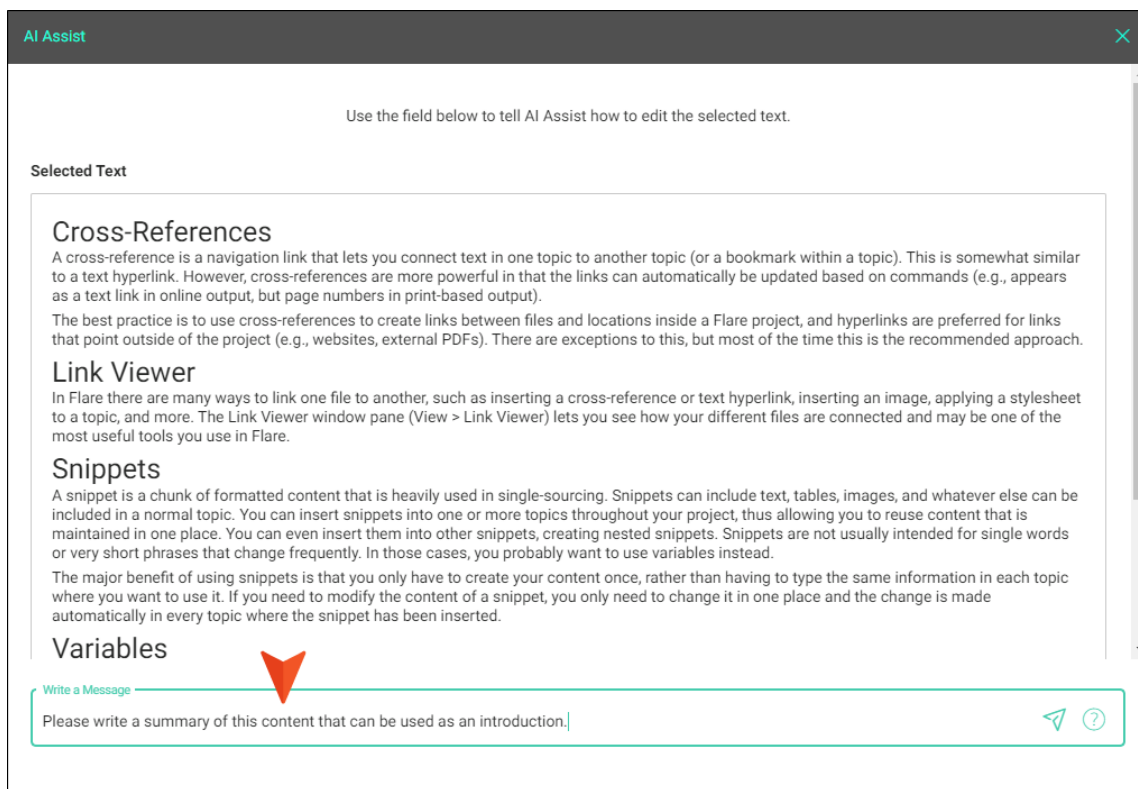 AI Assist
Use the field below to tell AI Assist how to edit the selected text.
Selected Text
Cross-References
A cross-reference is a navigation link that lets you connect text in one topic to another topic (or a bookmark within a topic). This is somewhat similar
to a text hyperlink. However, cross-references are more powerful in that the links can automatically be updated based on commands (e.g., appears
as a text link in online output, but page numbers in print-based output).
The best practice is to use cross-references to create links between files and locations inside a Flare project, and hyperlinks are preferred for links
that point outside of the project (e.g., websites, external PDFs). There are exceptions to this, but most of the time this is the recommended approach.
Link Viewer
In Flare there are many ways to link one file to another, such as inserting a cross-reference or text hyperlink, inserting an image, applying a stylesheet
to a topic, and more. The Link Viewer window pane (View > Link Viewer) lets you see how your different files are connected and may be one of the
most useful tools you use in Flare.
Snippets
A snippet is a chunk of formatted content that is heavily used in single-sourcing. Snippets can include text, tables, images, and whatever else can be
included in a normal topic. You can insert snippets into one or more topics throughout your project, thus allowing you to reuse content that is
maintained in one place. You can even insert them into other snippets, creating nested snippets. Snippets are not usually intended for single words
or very short phrases that change frequently. In those cases, you probably want to use variables instead.
The major benefit of using snippets is that you only have to create your content once, rather than having to type the same information in each topic
where you want to use it. If you need to modify the content of a snippet, you only need to change it in one place and the change is made
automatically in every topic where the snippet has been inserted.
Variables
Write a Message
Please write a summary of this content that can be used as an introduction.